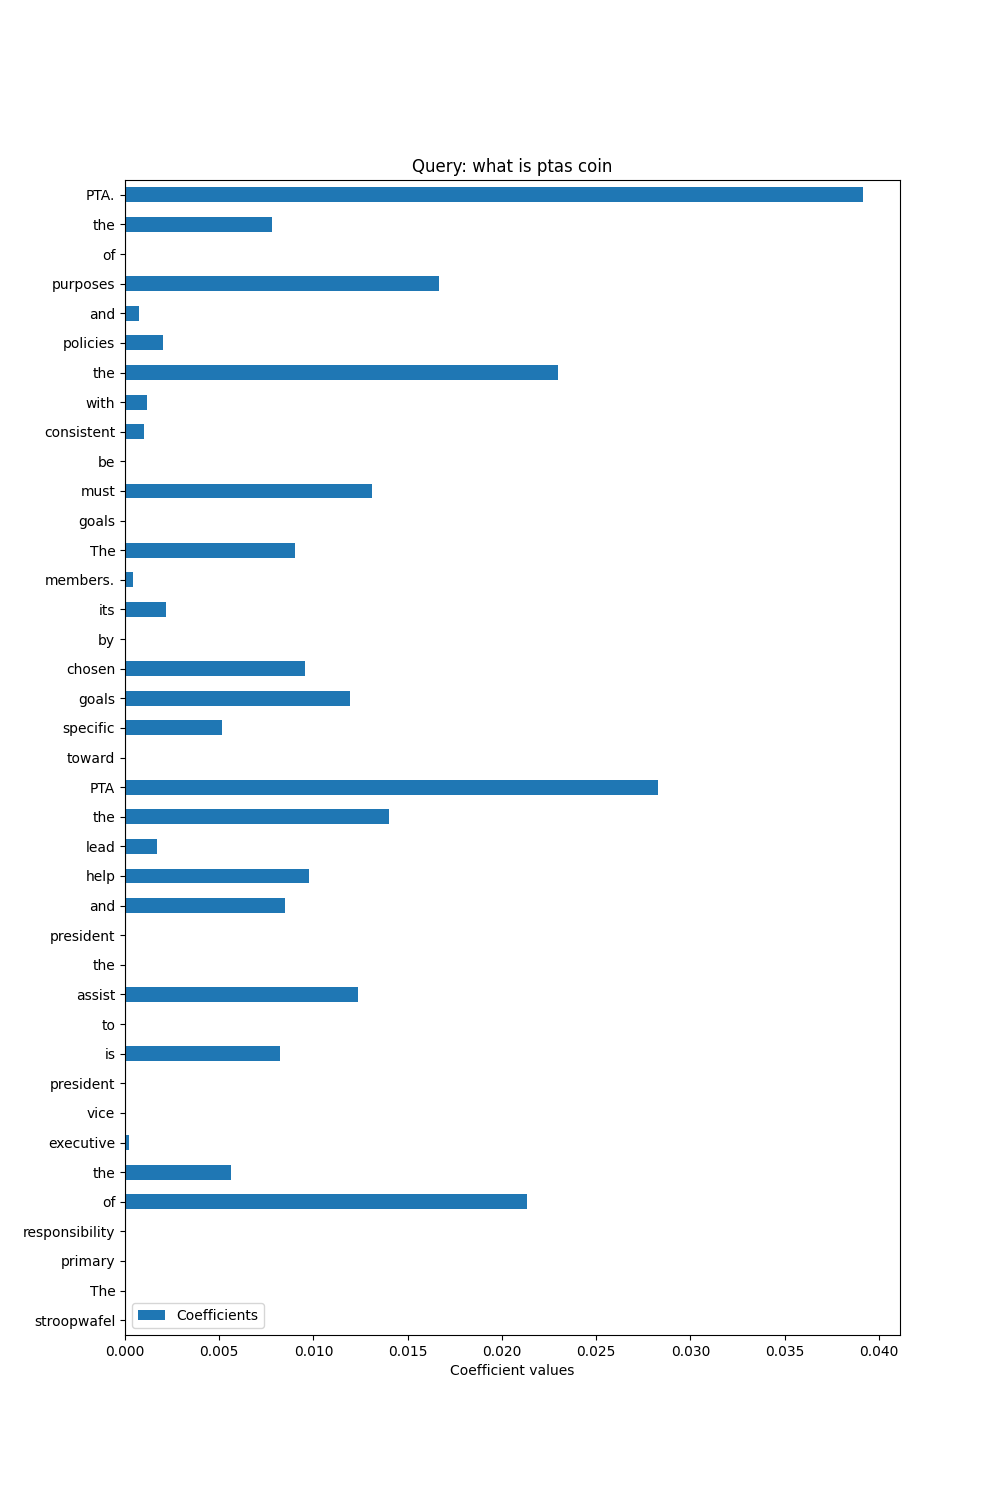 Query: what is ptas coin
PTA.
the
of
purposes
and
policies
the
with
consistent
be
must
goals
The
members.
its
by
chosen
goals
specific
toward
PTA
the
lead
help
and
president
the
assist
to
is
president
vice
executive
the
of
responsibility
primary
The
stroopwafel
Coefficients
0.000 0.005 0.010 0.015 0.020 0.025 0.030 0.035 0.040
Coefficient values